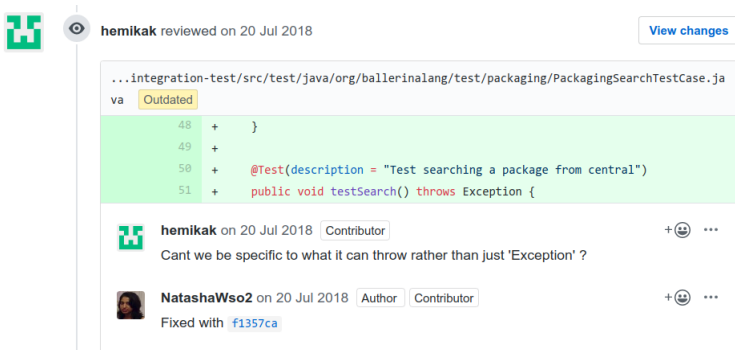 hemikak reviewed on 20 Jul 2018
View changes
...integration-test/src/test/java/org/ballerinalang/test/packaging/PackagingSearchTestCase.ja
va Outdated
48 + }
49 +
50 + @Test(description = "Test searching a package from central")
51 + public void testSearch() throws Exception {
hemikak on 20 Jul 2018 Contributor
Cant we be specific to what it can throw rather than just 'Exception' ?
NatashaWso2 on 20 Jul 2018 Author Contributor
Fixed with f1357ca